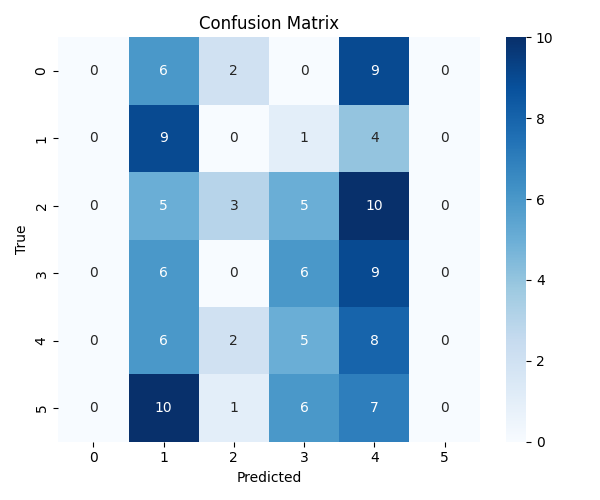 Confusion Matrix
0 0 6 2 0 9 0
1 0 9 0 1 4 0
2 0 5 3 5 10 0
3 0 6 0 6 9 0
4 0 6 2 5 8 0
5 0 10 1 6 7 0
0 1 2 3 4 5
Predicted
True
10
8
6
4
2
0